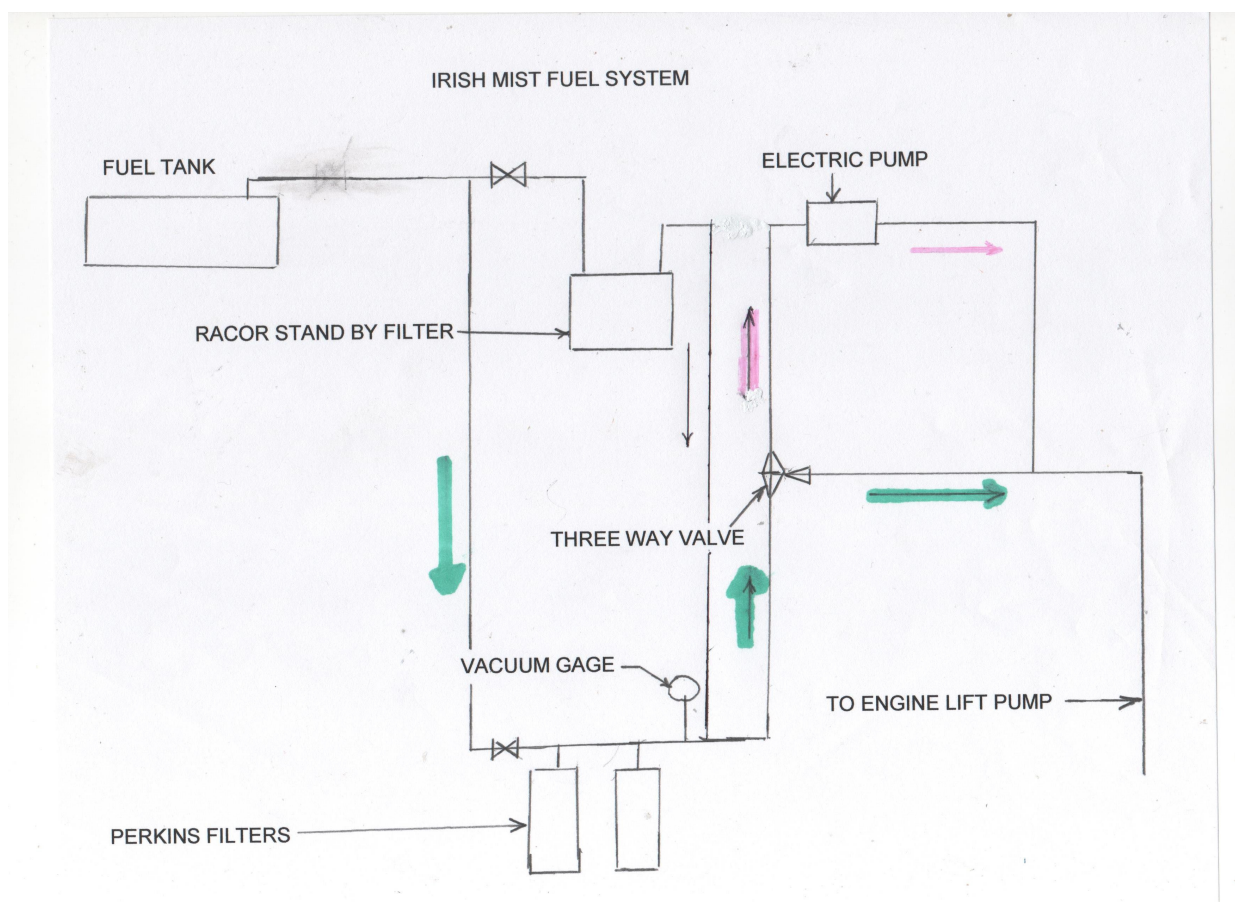 IRISH MIST FUEL SYSTEM
ELECTRIC PUMP
FUEL TANK
RACOR STAND BY FILTER
THREE WAY VALVE
VACUUM GAGE
TO ENGINE LIFT PUMP
PERKINS FILTERS